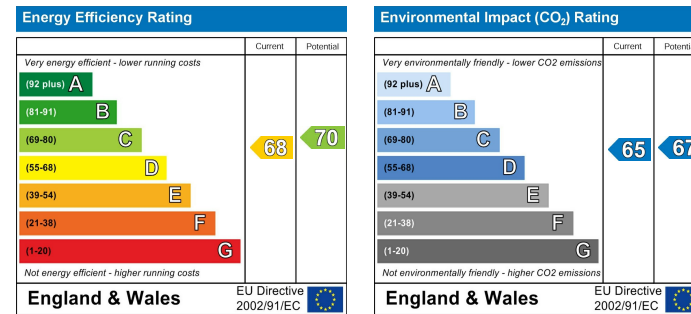 Energy Efficiency Rating
Current Potential
Very energy efficient - lower running costs
(92 plus) A
(81-91) B
(69-80) C
(55-68) D
(39-54) E
(21-38) F
(1-20) G
68
70
Not energy efficient - higher running costs
England & Wales
EU Directive
2002/91/EC
Environmental Impact (CO₂) Rating
Current Potenti
Very environmentally friendly - lower CO2 emissions
(92 plus) A
(81-91) B
(69-80) C
(55-68) D
(39-54) E
(21-38) F
(1-20) G
65
67
Not environmentally friendly - higher CO2 emissions
England & Wales
EU Directive
2002/91/EC